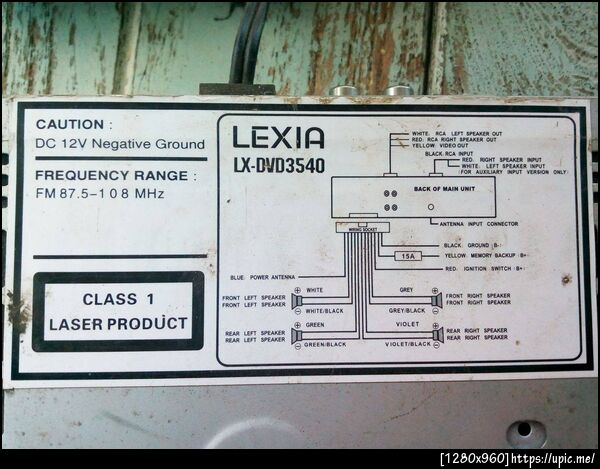 CAUTION :
DC 12V Negative Ground
FREQUENCY RANGE :
FM 87.5-108 MHz
CLASS 1
LASER PRODUCT
LEXIA
LX-DVD3540
WHITE: RCA LEFT SPEAKER OUT
RED: RCA RIGHT SPEAKER OUT
YELLOW: VIDEO OUT
BLACK: RCA INPUT
RED: RIGHT SPEAKER INPUT
WHITE: LEFT SPEAKER INPUT
(FOR AUXILIARY INPUT VERSION ONLY)
BACK OF MAIN UNIT
ANTENNA INPUT CONNECTOR
WIRING SOCKET
BLACK: GROUND (B-)
15A
YELLOW: MEMORY BACKUP (B+)
RED: IGNITION SWITCH (B+)
BLUE: POWER ANTENNA
WHITE
FRONT LEFT SPEAKER
FRONT LEFT SPEAKER
WHITE/BLACK
GREY
FRONT RIGHT SPEAKER
FRONT RIGHT SPEAKER
GREY/BLACK
GREEN
REAR LEFT SPEAKER
REAR LEFT SPEAKER
GREEN/BLACK
VIOLET
REAR RIGHT SPEAKER
REAR RIGHT SPEAKER
VIOLET/BLACK
[1280x960]https://upic.me/